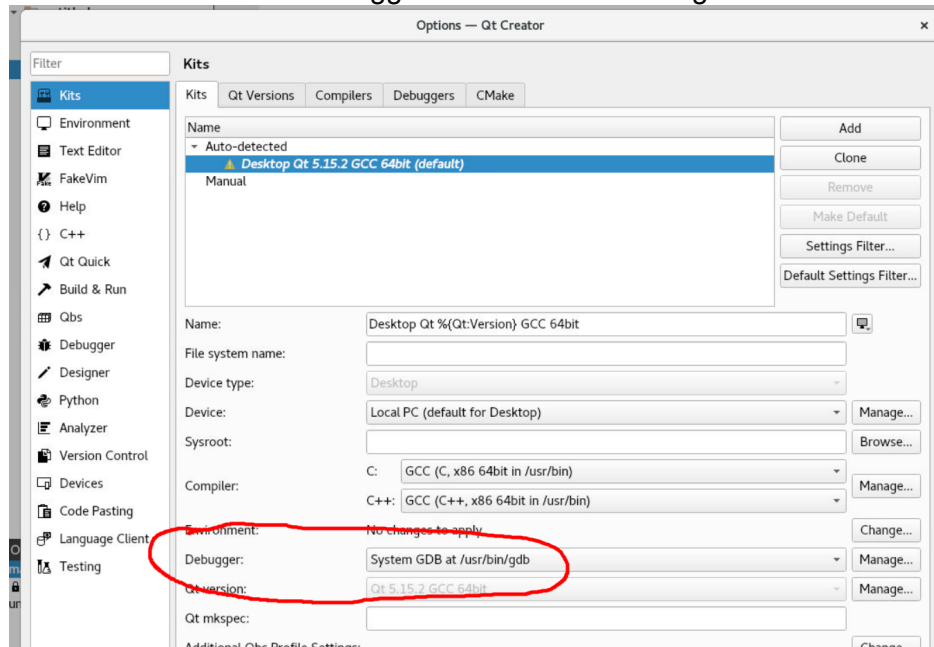 Options — Qt Creator
×
Filter
Kits
Kits
Environment
Text Editor
FakeVim
Help
{} C++
Qt Quick
Build & Run
Qbs
Debugger
Designer
Python
Analyzer
Version Control
Devices
Code Pasting
Language Client
Testing
Kits Qt Versions Compilers Debuggers CMake
Name
Auto-detected
Desktop Qt 5.15.2 GCC 64bit (default)
Manual
Add
Clone
Remove
Make Default
Settings Filter...
Default Settings Filter...
Name: Desktop Qt %{Qt:Version} GCC 64bit
File system name:
Device type: Desktop
Device: Local PC (default for Desktop) Manage...
Sysroot: Browse...
Compiler: C: GCC (C, x86 64bit in /usr/bin) Manage...
C++: GCC (C++, x86 64bit in /usr/bin)
Environment: No changes to apply Change...
Debugger: System GDB at /usr/bin/gdb Manage...
Qt version: Qt 5.15.2 GCC 64bit Manage...
Qt mkspec:
Additional Qbs Profile Settings: Change...